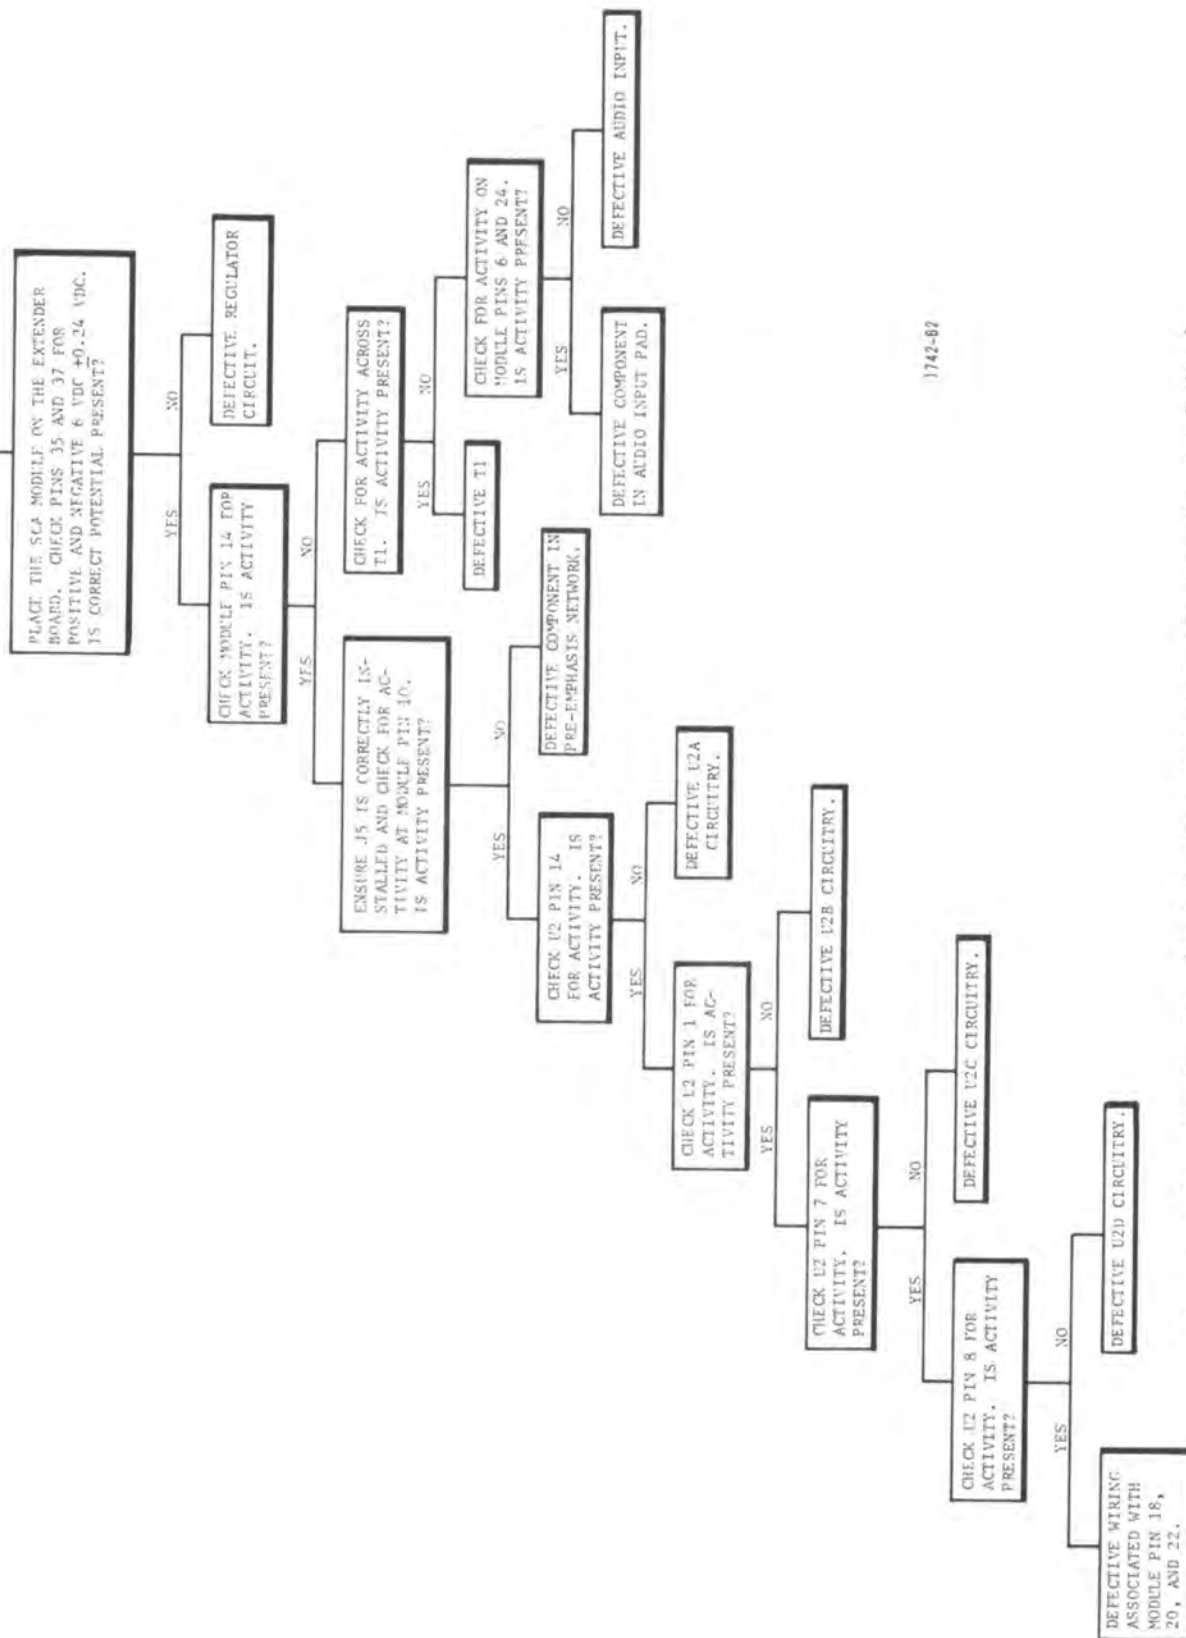 PLACE THE SCA MODULE ON THE EXTENDER
BOARD. CHECK PINS 35 AND 37 FOR
POSITIVE AND NEGATIVE 6 VDC ±0.24 VDC.
IS CORRECT POTENTIAL PRESENT?
YES
NO
CHECK MODULE PIN 14 FOR
ACTIVITY. IS ACTIVITY
PRESENT?
DEFECTIVE REGULATOR
CIRCUIT.
YES
NO
ENSURE J5 IS CORRECTLY IN-
STALLED AND CHECK FOR AC-
TIVITY AT MODULE PIN 10.
IS ACTIVITY PRESENT?
CHECK FOR ACTIVITY ACROSS
T1. IS ACTIVITY PRESENT?
YES
NO
DEFECTIVE T1
CHECK FOR ACTIVITY ON
MODULE PINS 6 AND 24.
IS ACTIVITY PRESENT?
YES
NO
CHECK U2 PIN 14
FOR ACTIVITY. IS
ACTIVITY PRESENT?
DEFECTIVE COMPONENT IN
PRE-EMPHASIS NETWORK.
YES
NO
DEFECTIVE COMPONENT
IN AUDIO INPUT PAD.
DEFECTIVE AUDIO INPUT.
YES
NO
CHECK U2 PIN 1 FOR
ACTIVITY. IS AC-
TIVITY PRESENT?
DEFECTIVE U2A
CIRCUITRY.
YES
NO
CHECK U2 PIN 7 FOR
ACTIVITY. IS ACTIVITY
PRESENT?
DEFECTIVE U2B CIRCUITRY.
YES
NO
CHECK U2 PIN 8 FOR
ACTIVITY. IS ACTIVITY
PRESENT?
DEFECTIVE U2C CIRCUITRY.
YES
NO
DEFECTIVE WIRING
ASSOCIATED WITH
MODULE PIN 18,
20, AND 22.
DEFECTIVE U2D CIRCUITRY.
1742-62